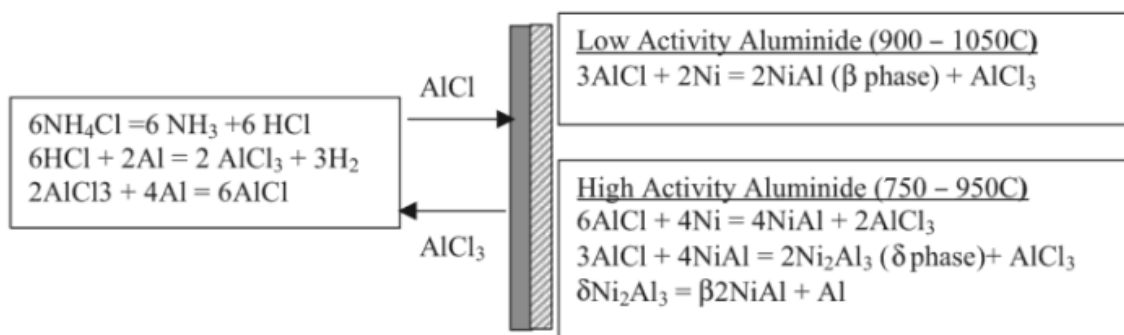 6NH₄Cl =6 NH₃ +6 HCl
6HCl + 2Al = 2 AlCl₃ + 3H₂
2AlCl3 + 4Al = 6AlCl
AlCl
AlCl₃
Low Activity Aluminide (900 – 1050C)
3AlCl + 2Ni = 2NiAl (β phase) + AlCl₃
High Activity Aluminide (750 – 950C)
6AlCl + 4Ni = 4NiAl + 2AlCl₃
3AlCl + 4NiAl = 2Ni₂Al₃ (δ phase)+ AlCl₃
δNi₂Al₃ = β2NiAl + Al